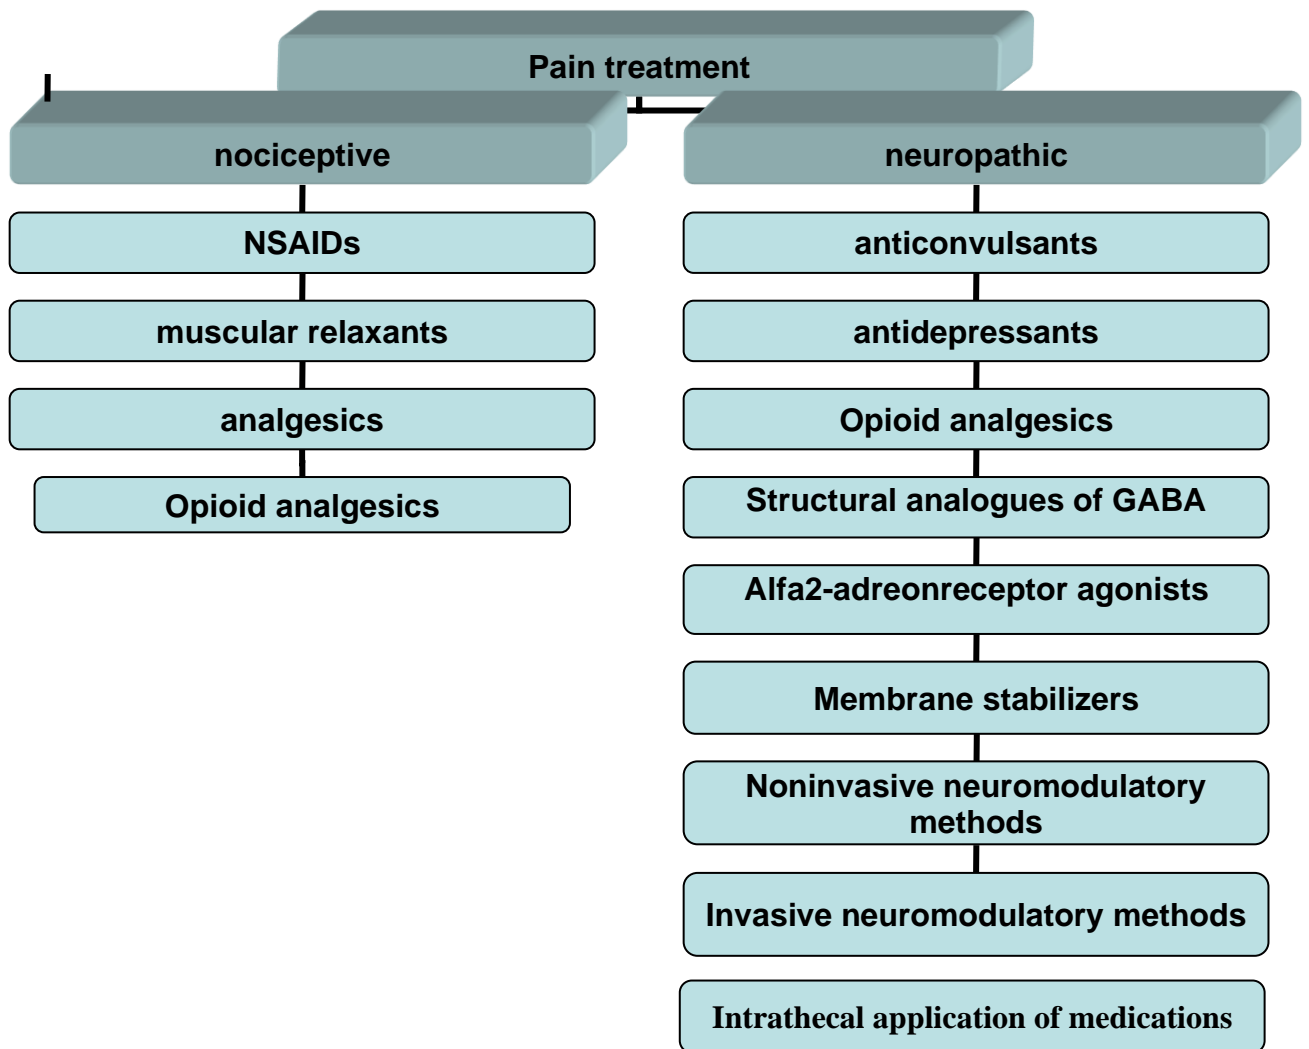 Pain treatment
nociceptive
NSAIDs
muscular relaxants
analgesics
Opioid analgesics
neuropathic
anticonvulsants
antidepressants
Opioid analgesics
Structural analogues of GABA
Alfa2-adreonreceptor agonists
Membrane stabilizers
Noninvasive neuromodulatory
methods
Invasive neuromodulatory methods
Intrathecal application of medications